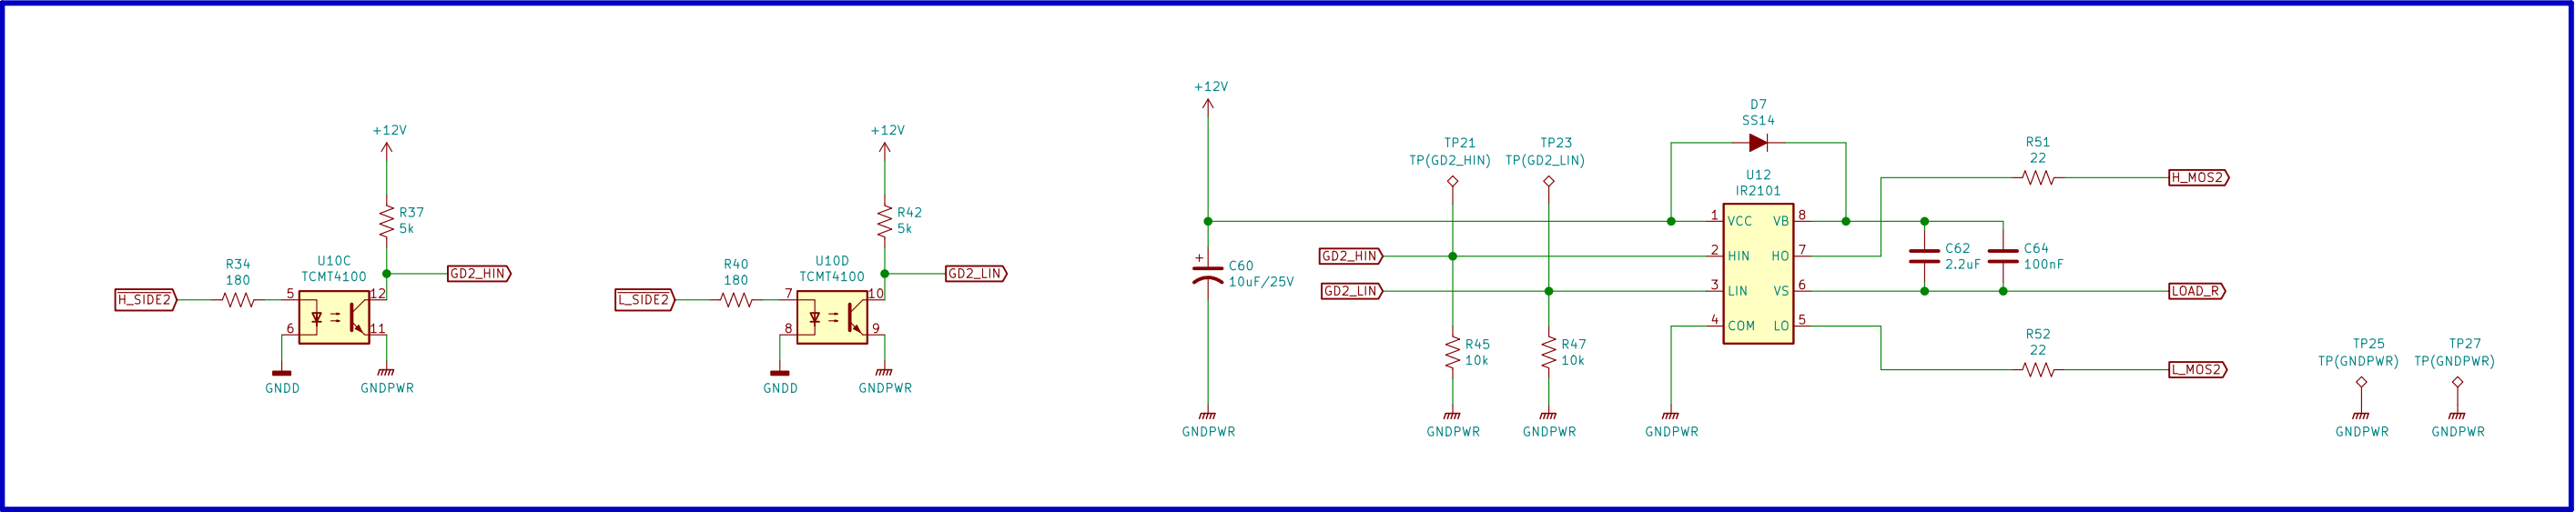 +12V
R37
5k
R34
180
U10C
TCMT4100
H_SIDE2
5
6
12
11
GD2_HIN
GNDD
GNDPWR
+12V
R42
5k
R40
180
U10D
TCMT4100
L_SIDE2
7
8
10
9
GD2_LIN
GNDD
GNDPWR
+12V
+
C60
10uF/25V
GNDPWR
TP21
TP(GD2_HIN)
TP23
TP(GD2_LIN)
GD2_HIN
GD2_LIN
R45
10k
R47
10k
GNDPWR
GNDPWR
GNDPWR
D7
SS14
U12
IR2101
1 VCC VB 8
2 HIN HO 7
3 LIN VS 6
4 COM LO 5
C62
2.2uF
C64
100nF
R51
22
H_MOS2
LOAD_R
R52
22
L_MOS2
TP25
TP(GNDPWR)
GNDPWR
TP27
TP(GNDPWR)
GNDPWR